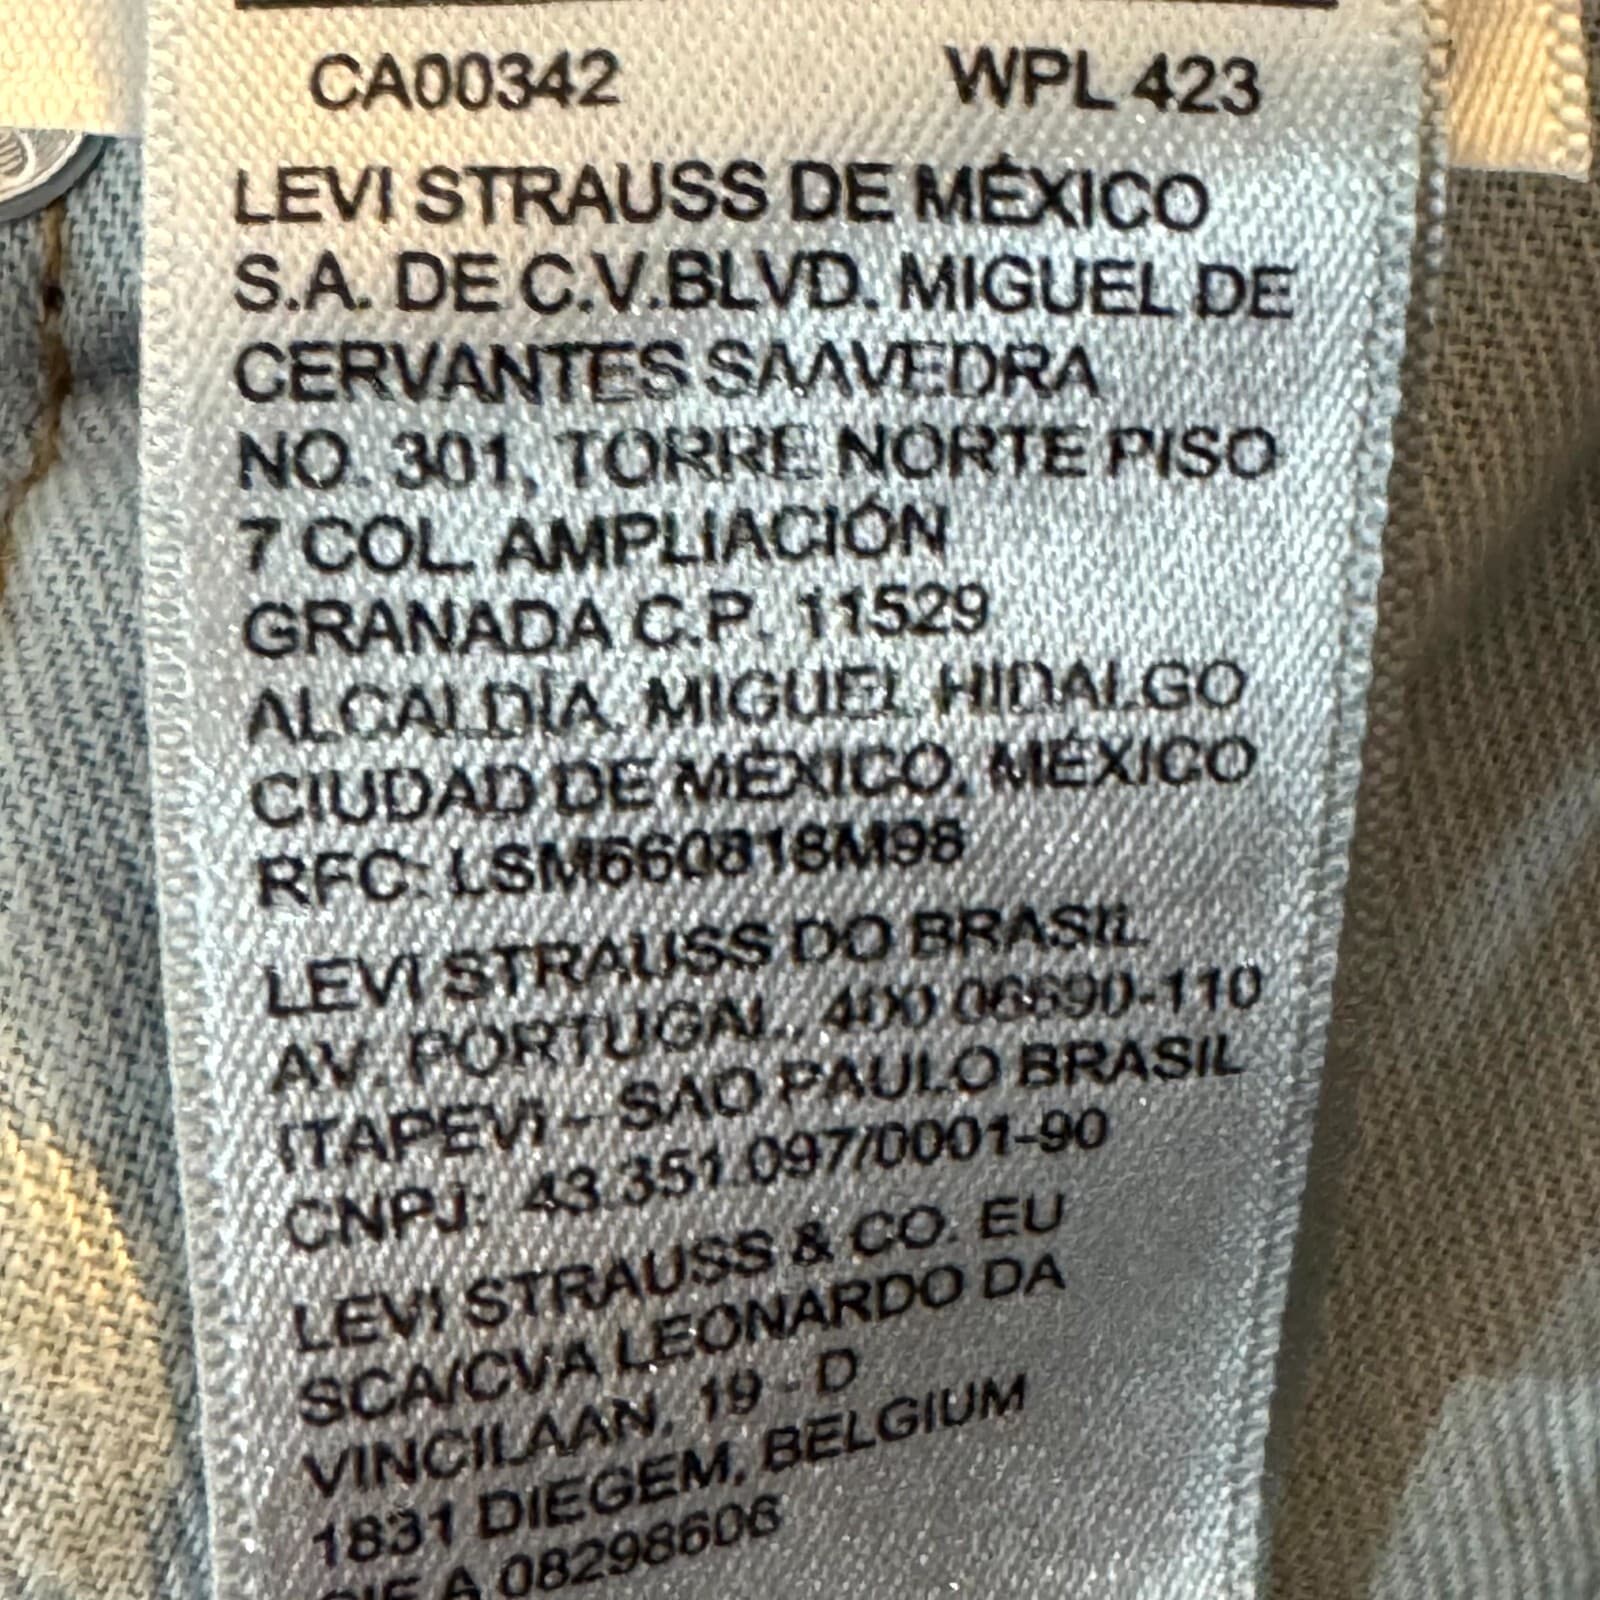 CA00342 WPL 423
LEVI STRAUSS DE MÉXICO
S.A. DE C.V.BLVD. MIGUEL DE
CERVANTES SAAVEDRA
NO. 301, TORRE NORTE PISO
7 COL. AMPLIACIÓN
GRANADA C.P. 11529
ALCALDÍA MIGUEL HIDALGO
CIUDAD DE MÉXICO, MÉXICO
RFC: LSM660818M98
LEVI STRAUSS DO BRASIL
AV. PORTUGAL, 400 06690-110
ITAPEVI - SAO PAULO BRASIL
CNPJ: 43.351.097/0001-90
LEVI STRAUSS & CO. EU
SCA/CVA LEONARDO DA
VINCILAAN, 19 - D
1831 DIEGEM, BELGIUM
CIF A 08298606